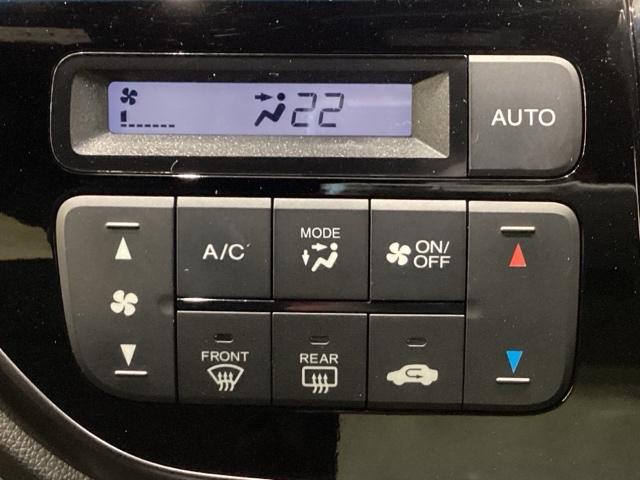 22
AUTO
A/C
MODE
ON/
OFF
FRONT
REAR